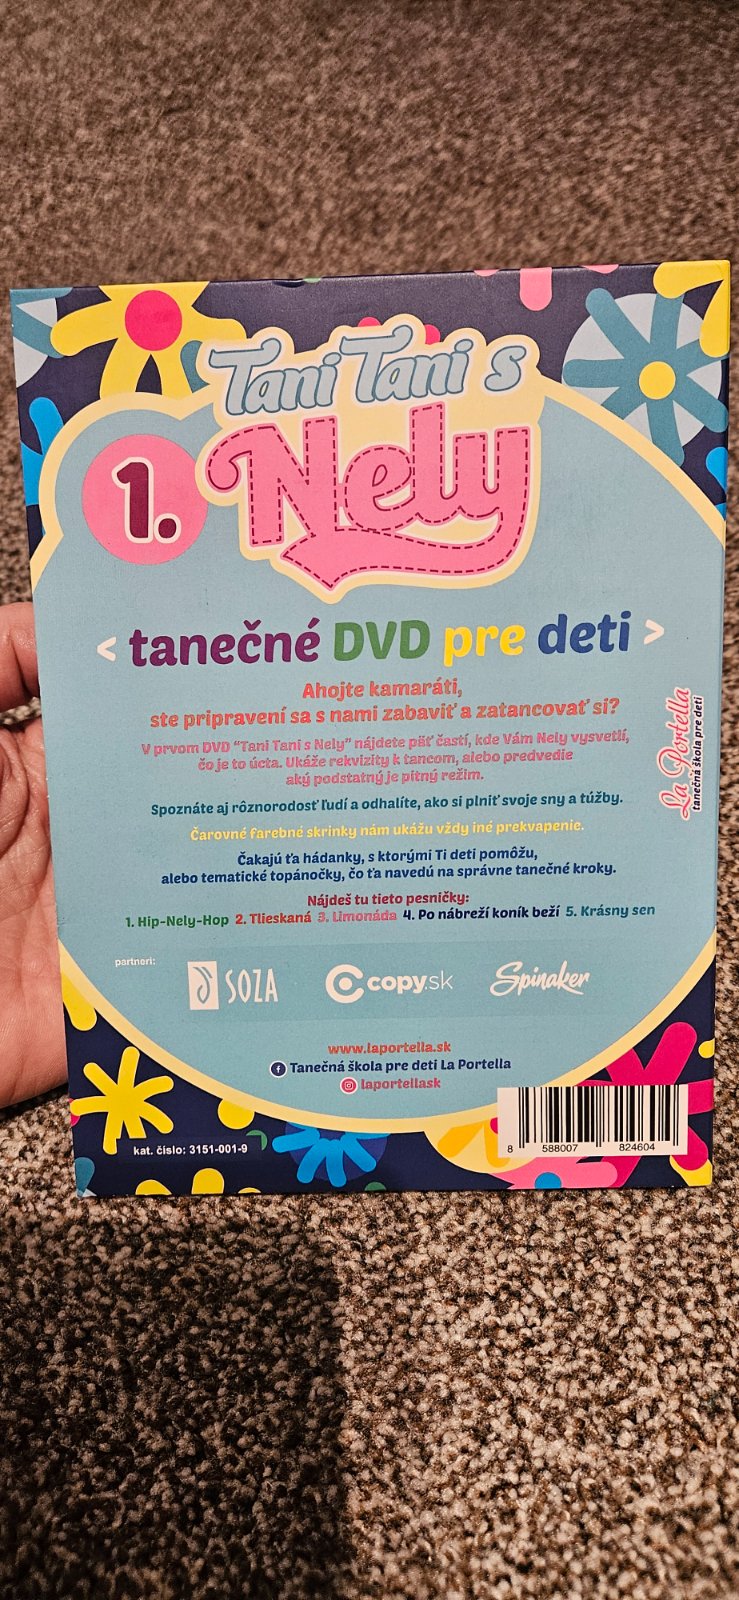 Tani Tani s
Nely
1.
< tanečné DVD pre deti >
Ahojte kamaráti,
ste pripravení sa s nami zabaviť a zatancovať si?
V prvom DVD "Tani Tani s Nely" nájdete päť častí, kde Vám Nely vysvetlí,
čo je to úcta. Ukáže rekvizity k tancom, alebo predvedie
aký podstatný je pitný režim.
Spoznáte aj rôznorodosť ľudí a odhalíte, ako si plniť svoje sny a túžby.
Čarovné farebné skrinky nám ukážu vždy iné prekvapenie.
Čakajú ťa hádanky, s ktorými Ti deti pomôžu,
alebo tematické topánočky, čo ťa navedú na správne tanečné kroky.
Nájdeš tu tieto pesničky:
1. Hip-Nely-Hop 2. Tlieskaná 3. Limonáda 4. Po nábreží koník beží 5. Krásny sen
La Portella
tanečná škola pre deti
partneri:
SOZA
copy.sk
Spinaker
www.laportella.sk
Tanečná škola pre deti La Portella
laportellask
kat. číslo: 3151-001-9
8 588007 824604